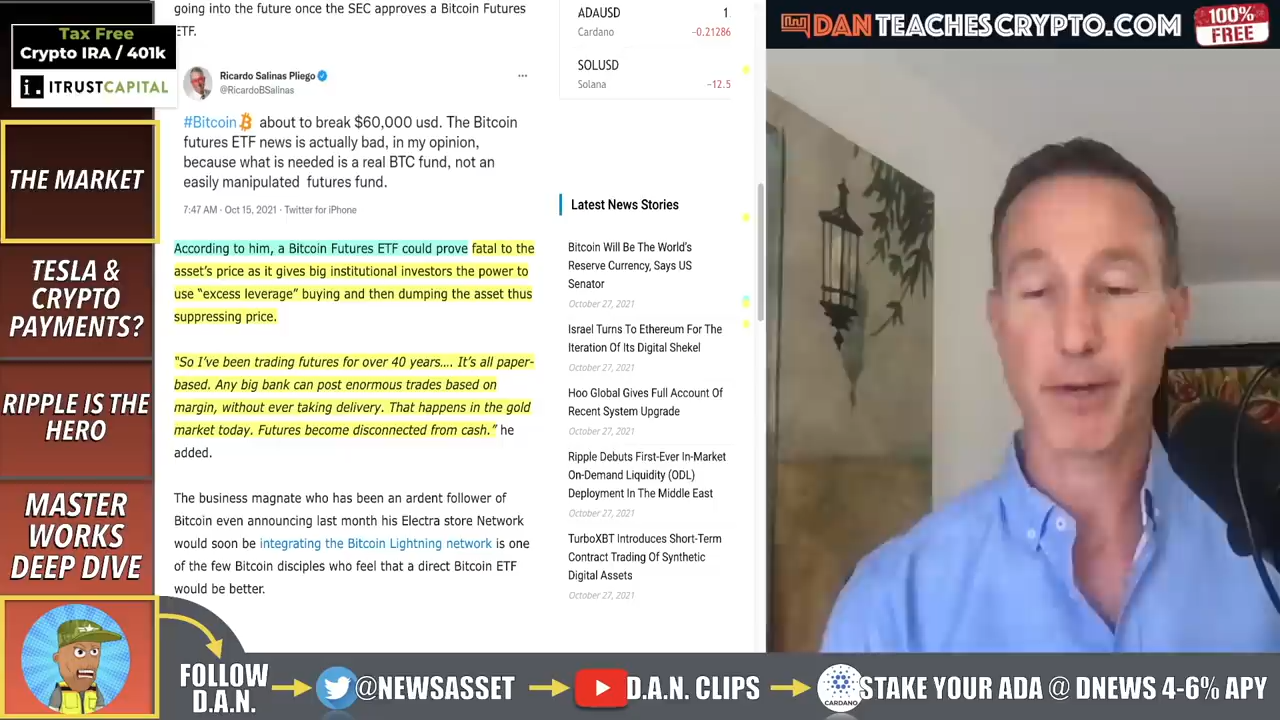 Tax Free
Crypto IRA / 401k
i. ITRUSTCAPITAL
THE MARKET
TESLA &
CRYPTO
PAYMENTS?
RIPPLE IS THE
HERO
MASTER
WORKS
DEEP DIVE
going into the future once the SEC approves a Bitcoin Futures
ETF.
Ricardo Salinas Pliego
@RicardoBSalinas
#Bitcoin about to break $60,000 usd. The Bitcoin
futures ETF news is actually bad, in my opinion,
because what is needed is a real BTC fund, not an
easily manipulated futures fund.
7:47 AM · Oct 15, 2021 · Twitter for iPhone
According to him, a Bitcoin Futures ETF could prove fatal to the
asset's price as it gives big institutional investors the power to
use “excess leverage” buying and then dumping the asset thus
suppressing price.
“So I've been trading futures for over 40 years…. It's all paper-
based. Any big bank can post enormous trades based on
margin, without ever taking delivery. That happens in the gold
market today. Futures become disconnected from cash.” he
added.
The business magnate who has been an ardent follower of
Bitcoin even announcing last month his Electra store Network
would soon be integrating the Bitcoin Lightning network is one
of the few Bitcoin disciples who feel that a direct Bitcoin ETF
would be better.
ADAUSD 1.
Cardano -0.21286
SOLUSD
Solana -12.5
Latest News Stories
Bitcoin Will Be The World's
Reserve Currency, Says US
Senator
October 27, 2021
Israel Turns To Ethereum For The
Iteration Of Its Digital Shekel
October 27, 2021
Hoo Global Gives Full Account Of
Recent System Upgrade
October 27, 2021
Ripple Debuts First-Ever In-Market
On-Demand Liquidity (ODL)
Deployment In The Middle East
October 27, 2021
TurboXBT Introduces Short-Term
Contract Trading Of Synthetic
Digital Assets
October 27, 2021
DANTEACHESCRYPTO.COM
100%
FREE
FOLLOW
D.A.N.
@NEWSASSET
D.A.N. CLIPS
CARDANO
STAKE YOUR ADA @ DNEWS 4-6% APY